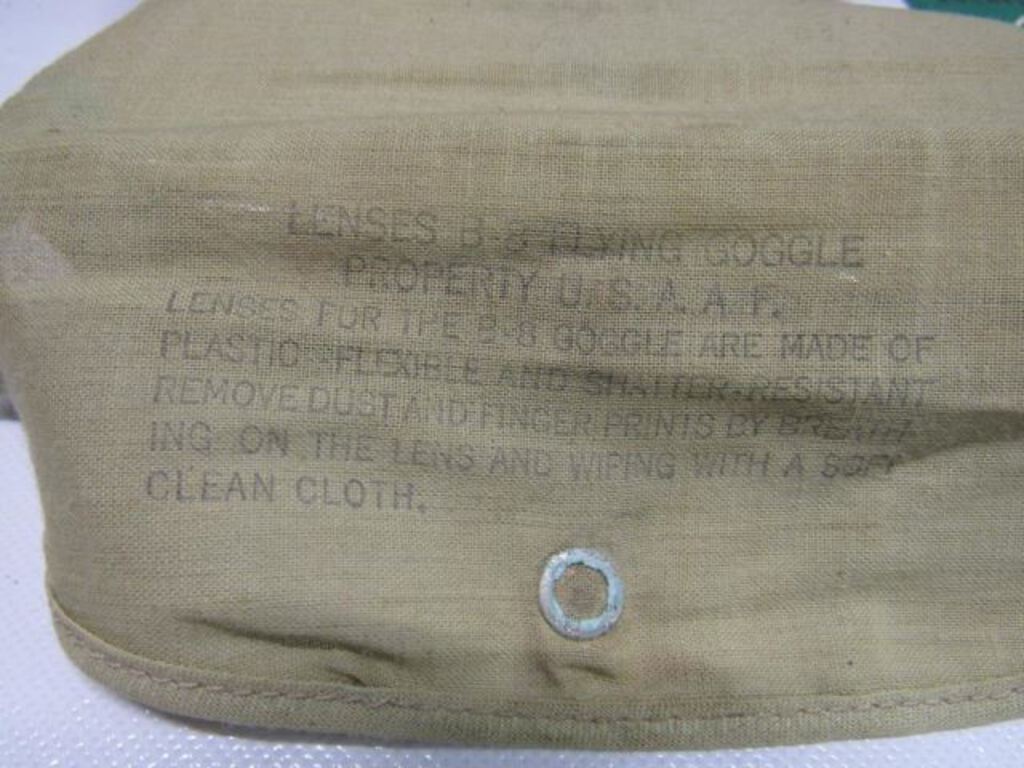 LENSES B-8 FLYING GOGGLE
PROPERTY U. S. A. A. F.
LENSES FOR THE B-8 GOGGLE ARE MADE OF
PLASTIC - FLEXIBLE AND SHATTER-RESISTANT
REMOVE DUST AND FINGER PRINTS BY BREATH-
ING ON THE LENS AND WIPING WITH A SOFT
CLEAN CLOTH.